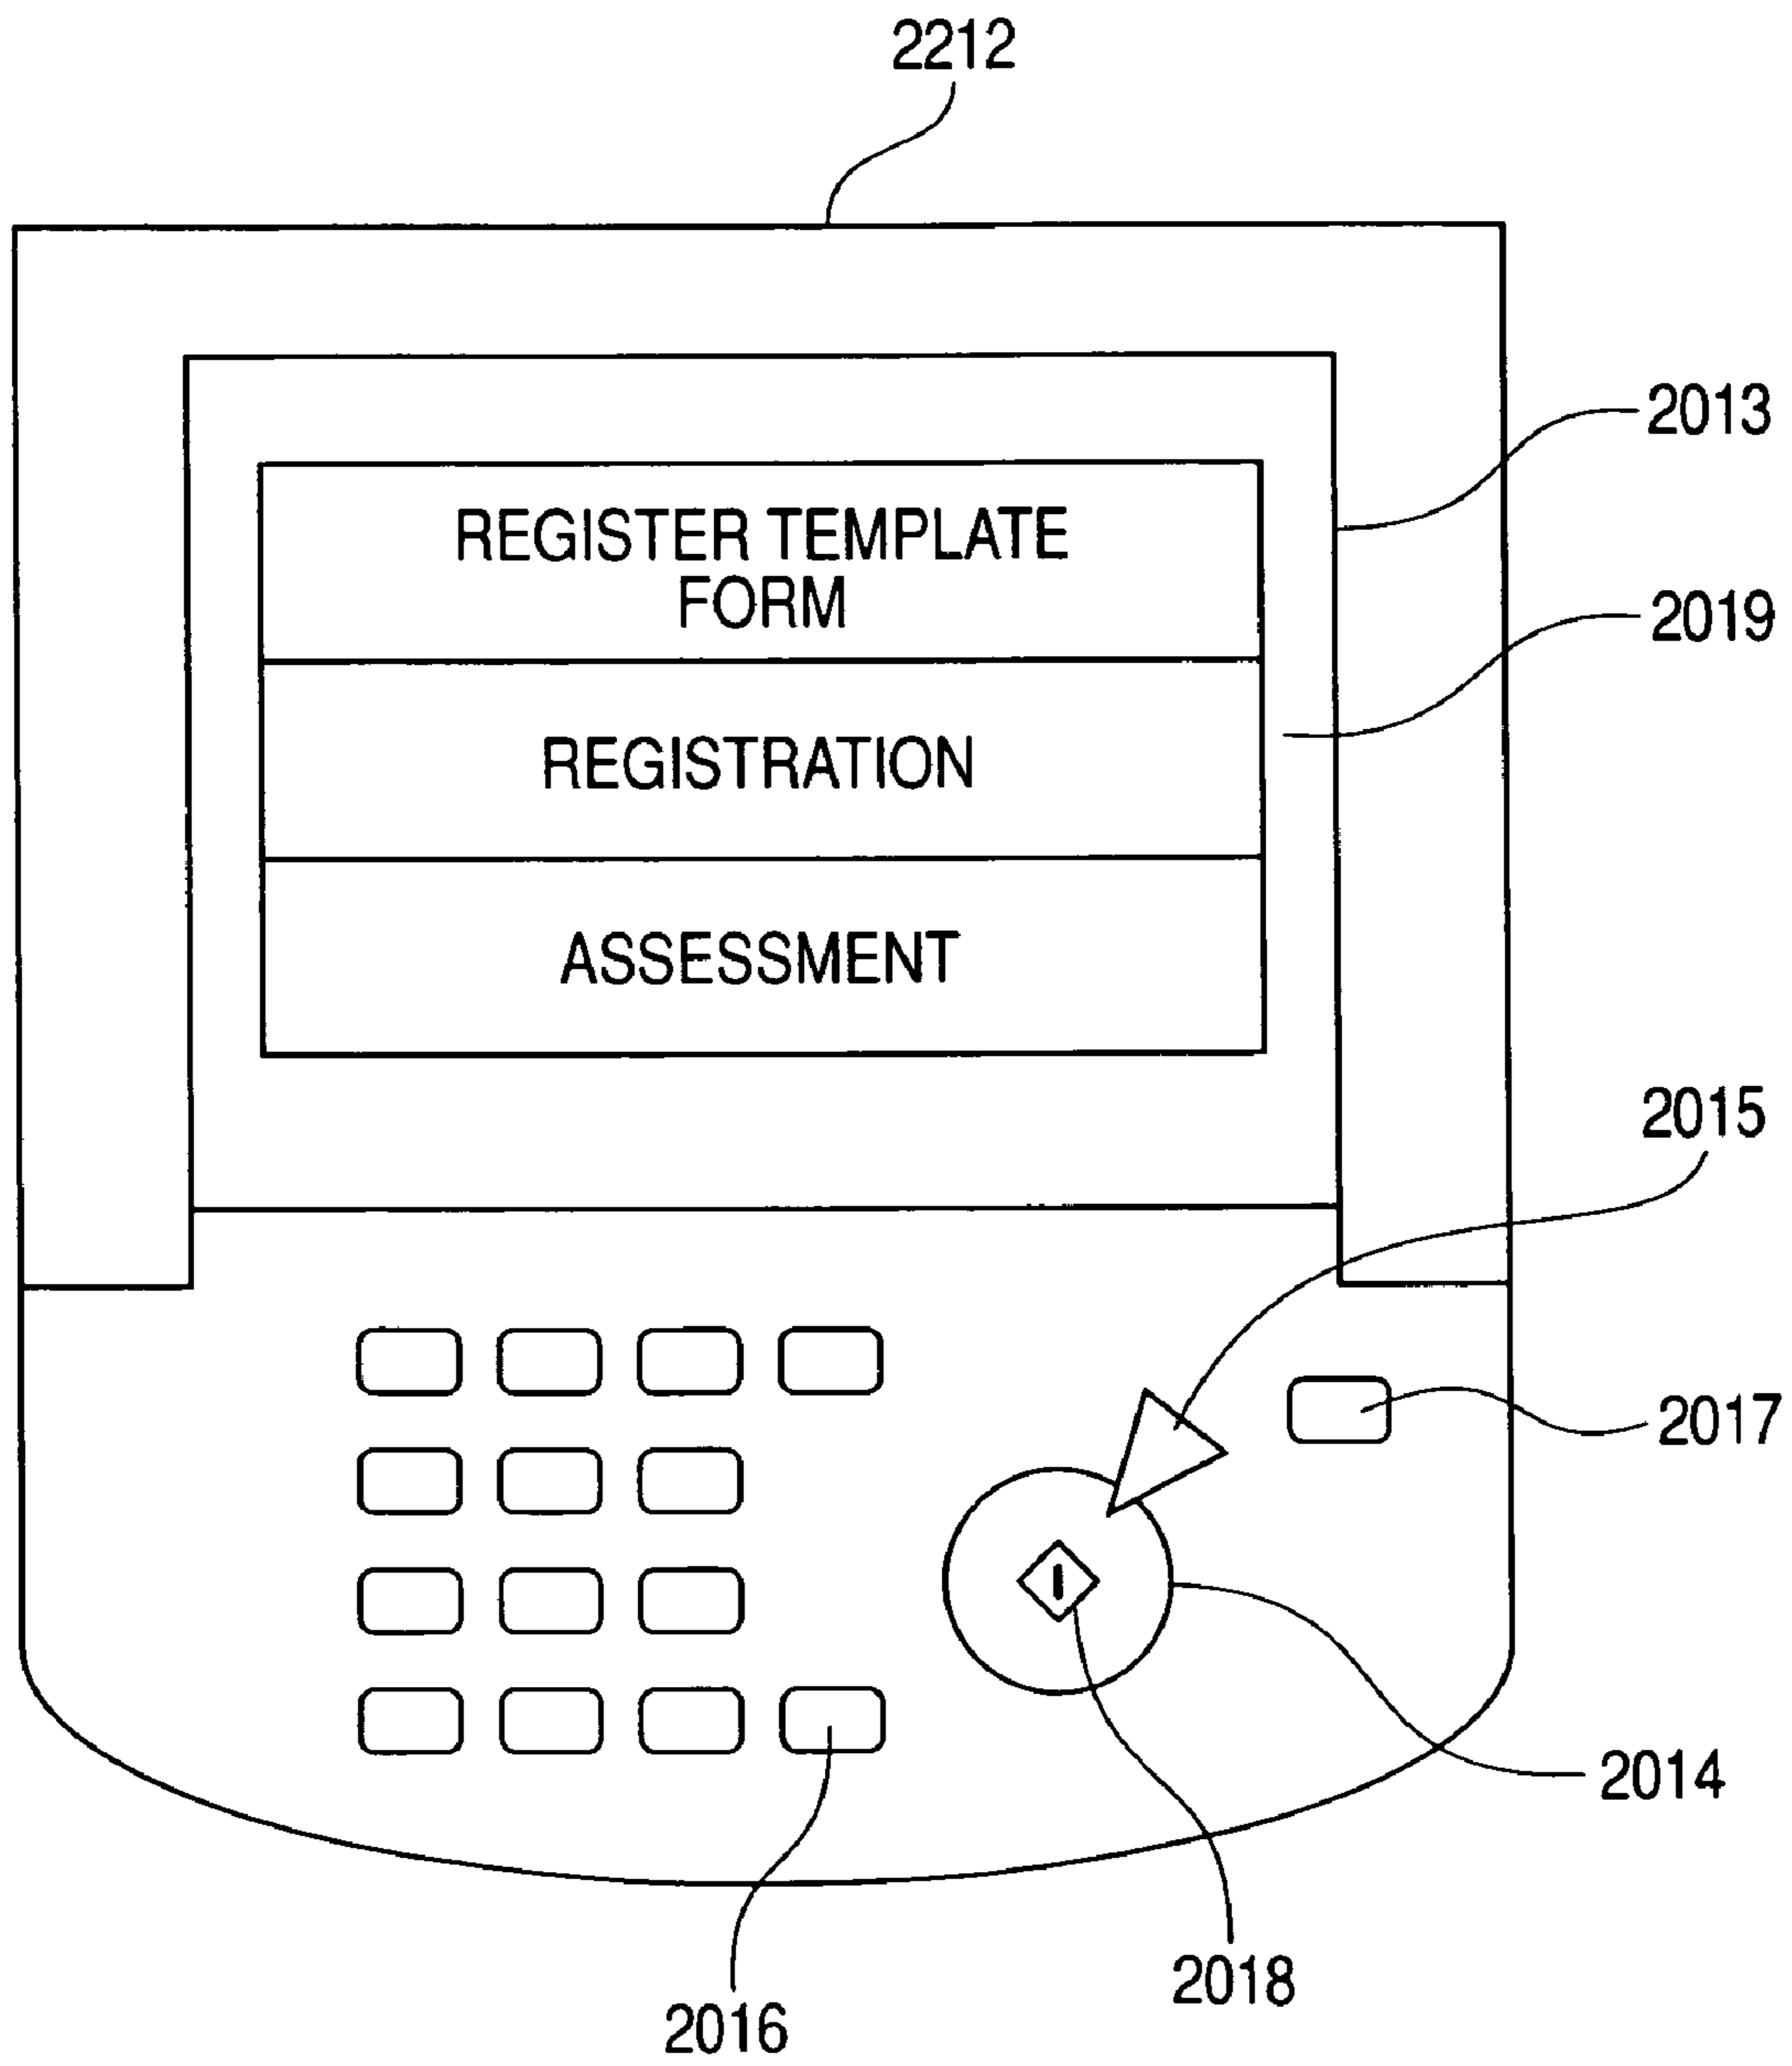 2212
2013
REGISTER TEMPLATE
FORM
2019
REGISTRATION
ASSESSMENT
2015
2017
2014
2018
2016